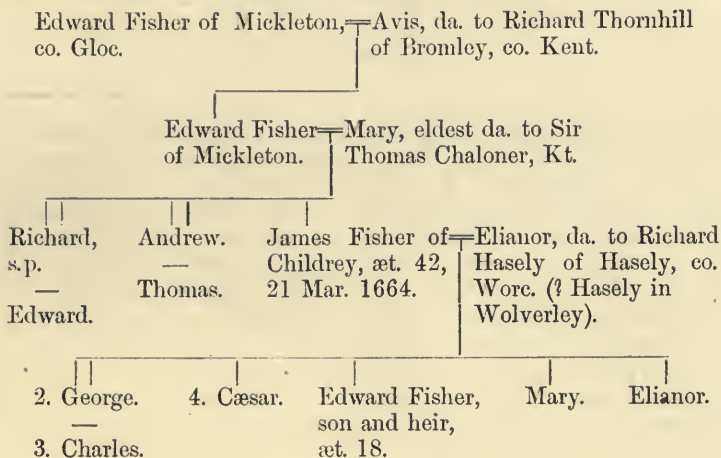 Edward Fisher of Mickleton, co. Gloc.
Avis, da. to Richard Thornhill of Bromley, co. Kent.
Edward Fisher of Mickleton.
Mary, eldest da. to Sir Thomas Chaloner, Kt.
Richard, s.p.
—
Edward.
Andrew.
—
Thomas.
James Fisher of Childrey, æt. 42, 21 Mar. 1664.
Elianor, da. to Richard Hasely of Hasely, co. Worc. (? Hasely in Wolverley).
2. George.
—
3. Charles.
4. Cæsar.
Edward Fisher, son and heir, æt. 18.
Mary.
Elianor.